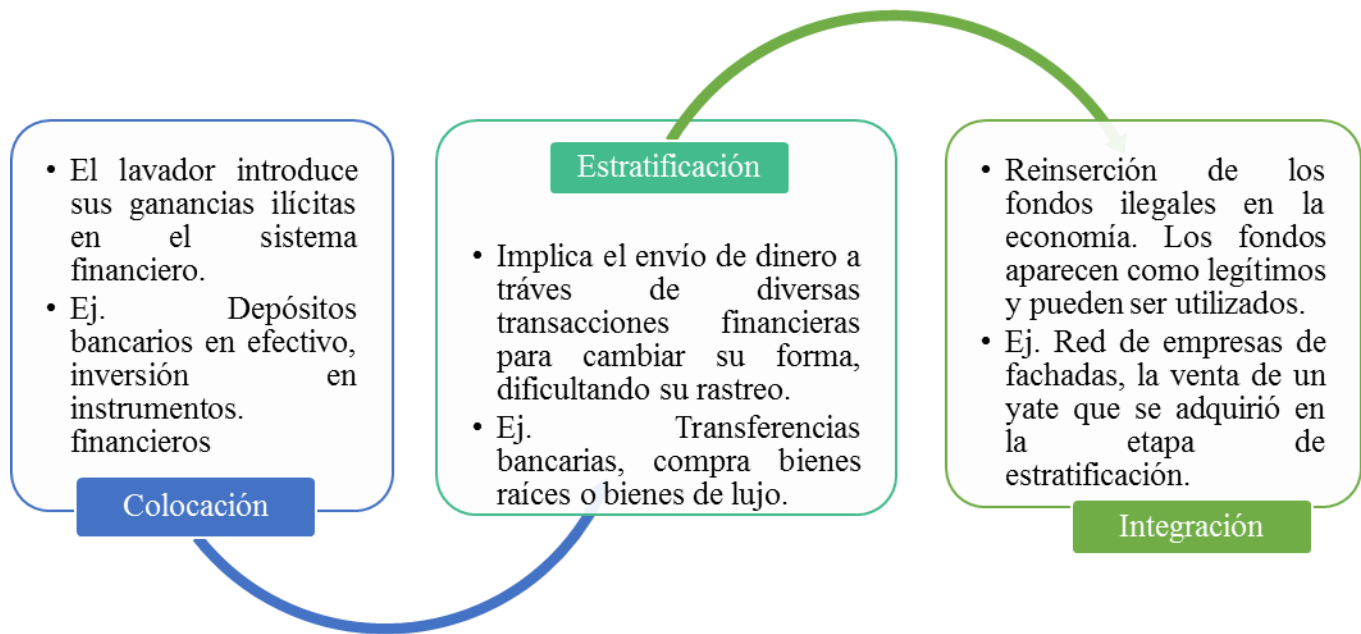 • El lavador introduce
sus ganancias ilícitas
en el sistema
financiero.
• Ej. Depósitos
bancarios en efectivo,
inversión en
instrumentos.
financieros
Colocación
Estratificación
• Implica el envío de dinero a
tráves de diversas
transacciones financieras
para cambiar su forma,
dificultando su rastreo.
• Ej. Transferencias
bancarias, compra bienes
raíces o bienes de lujo.
• Reinserción de los
fondos ilegales en la
economía. Los fondos
aparecen como legítimos
y pueden ser utilizados.
• Ej. Red de empresas de
fachadas, la venta de un
yate que se adquirió en
la etapa de
estratificación.
Integración